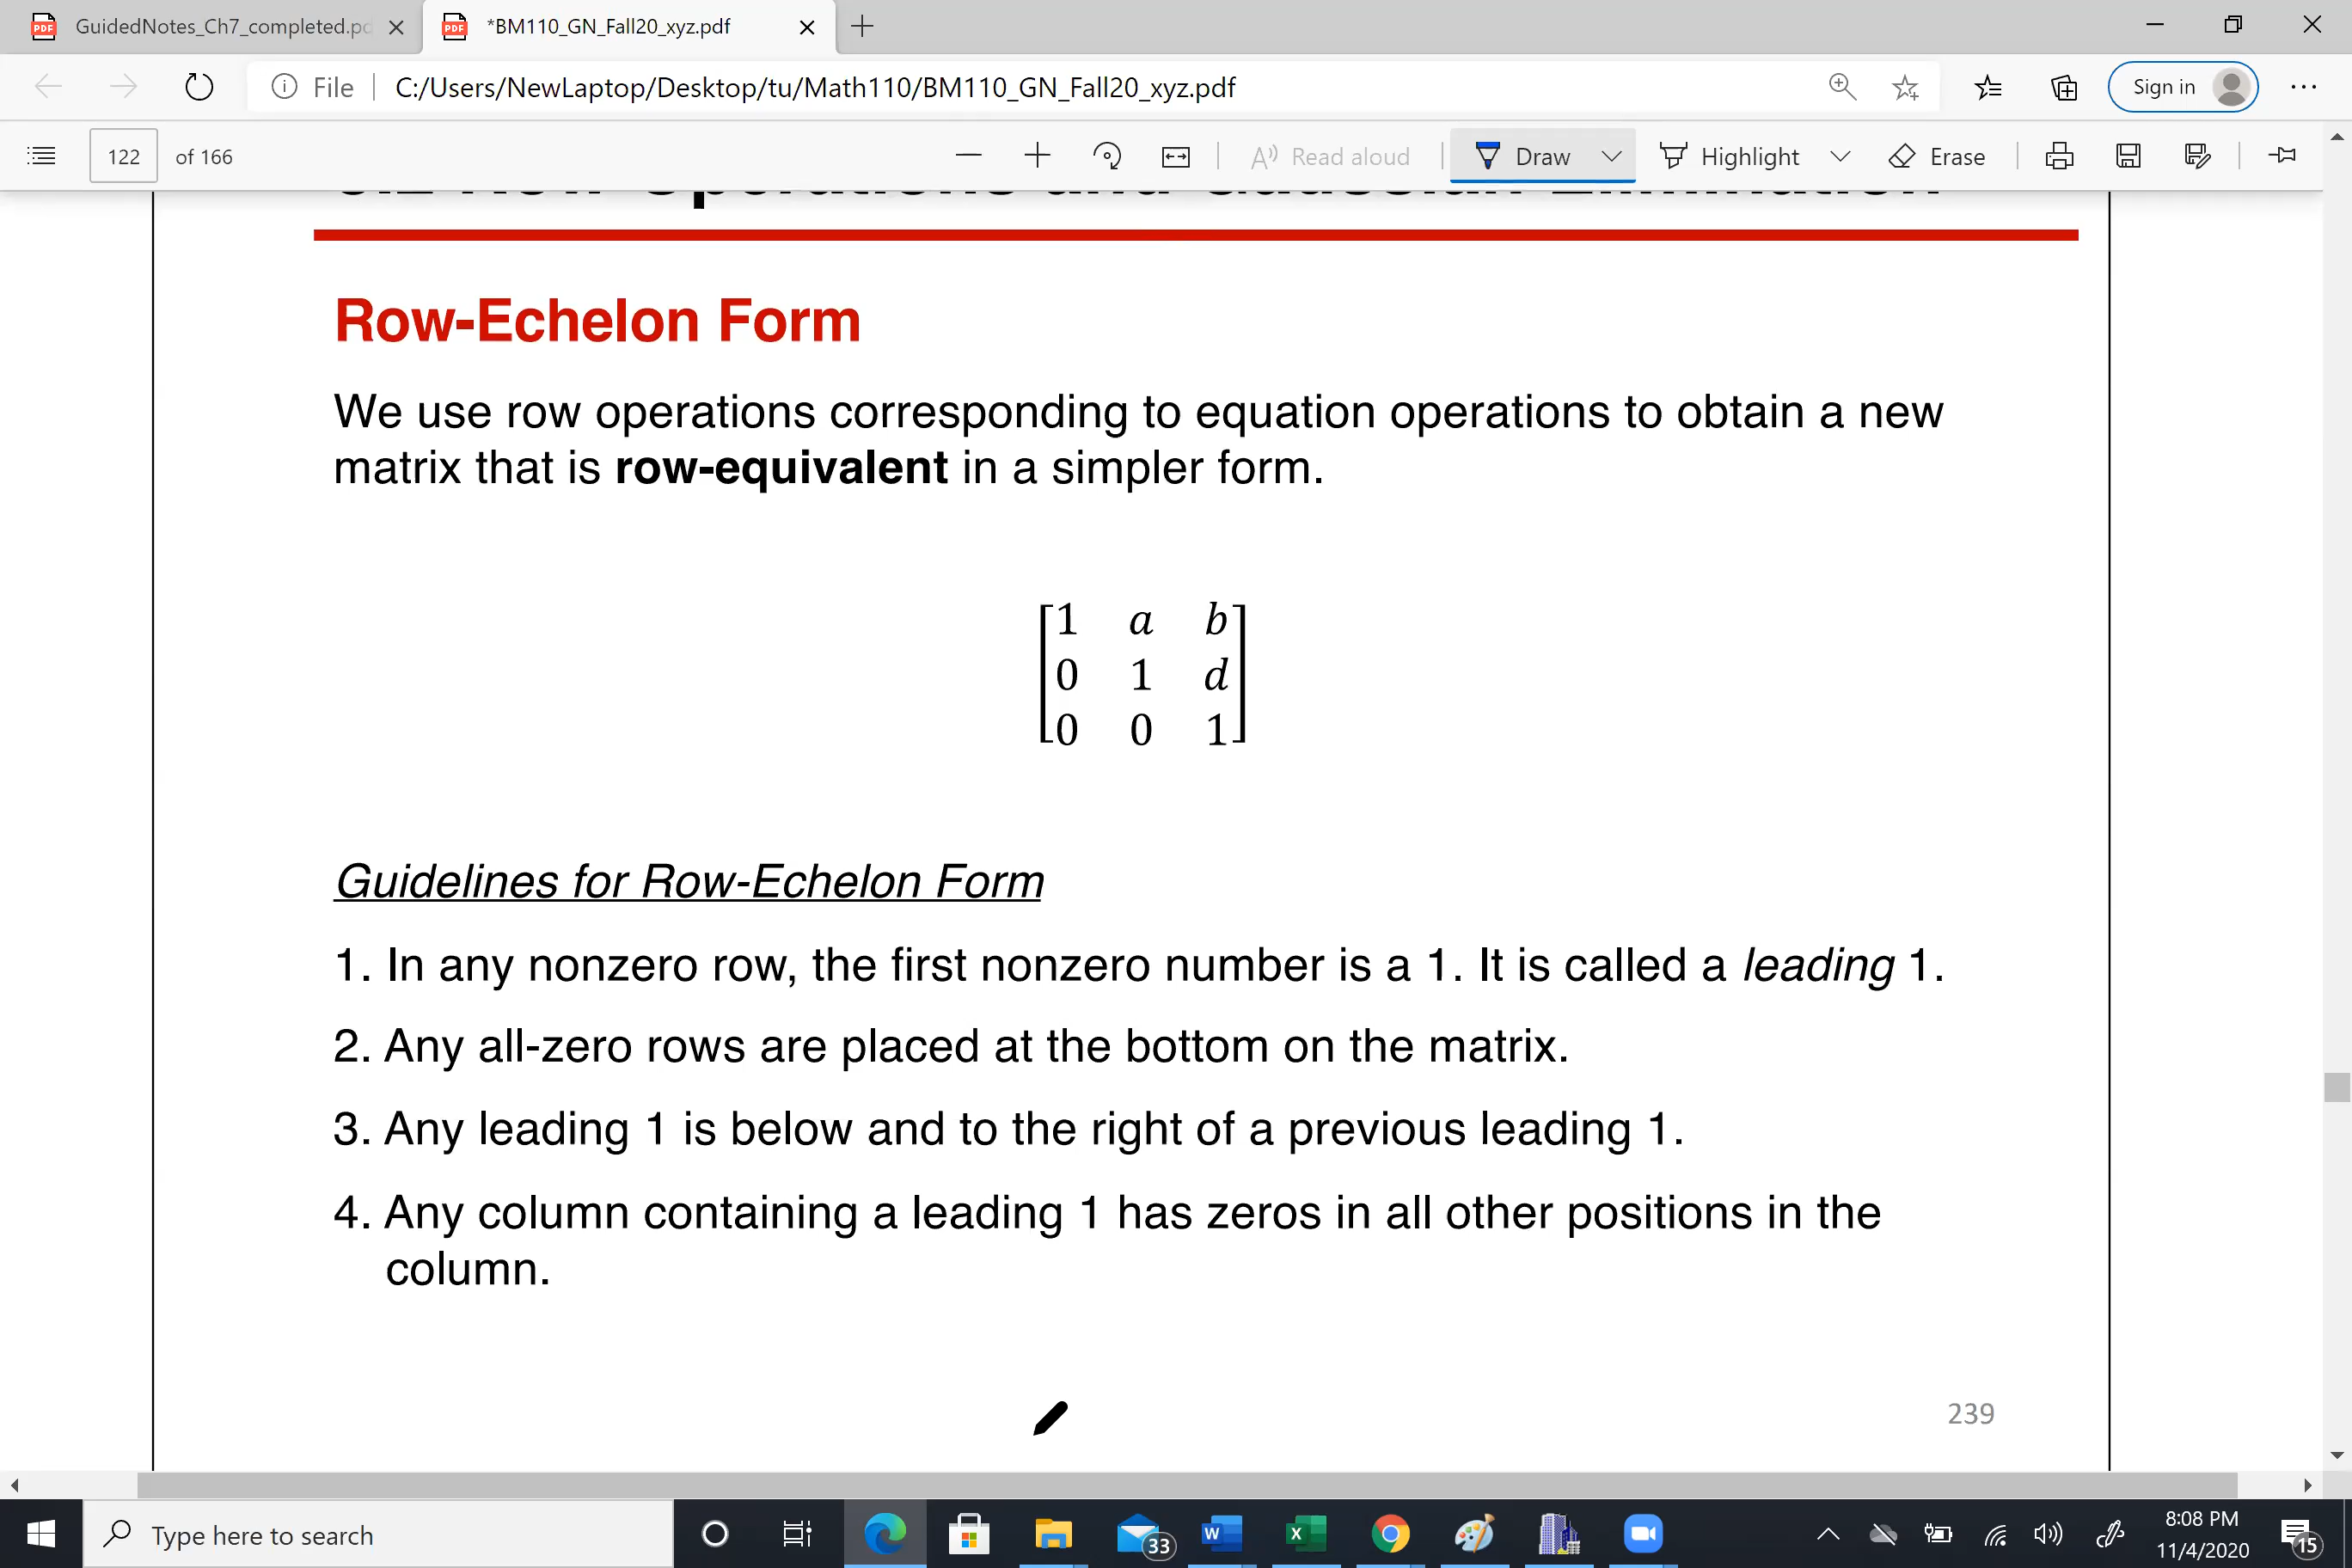 GuidedNotes_Ch7_completed.pd
*BM110_GN_Fall20_xyz.pdf
File
C:/Users/NewLaptop/Desktop/tu/Math110/BM110_GN_Fall20_xyz.pdf
Sign in
122 of 166
Read aloud
Draw
Highlight
Erase
Row-Echelon Form
We use row operations corresponding to equation operations to obtain a new
matrix that is row-equivalent in a simpler form.
1 a b
0 1 d
0 0 1
Guidelines for Row-Echelon Form
1. In any nonzero row, the first nonzero number is a 1. It is called a leading 1.
2. Any all-zero rows are placed at the bottom on the matrix.
3. Any leading 1 is below and to the right of a previous leading 1.
4. Any column containing a leading 1 has zeros in all other positions in the
column.
239
Type here to search
33
8:08 PM
11/4/2020
15